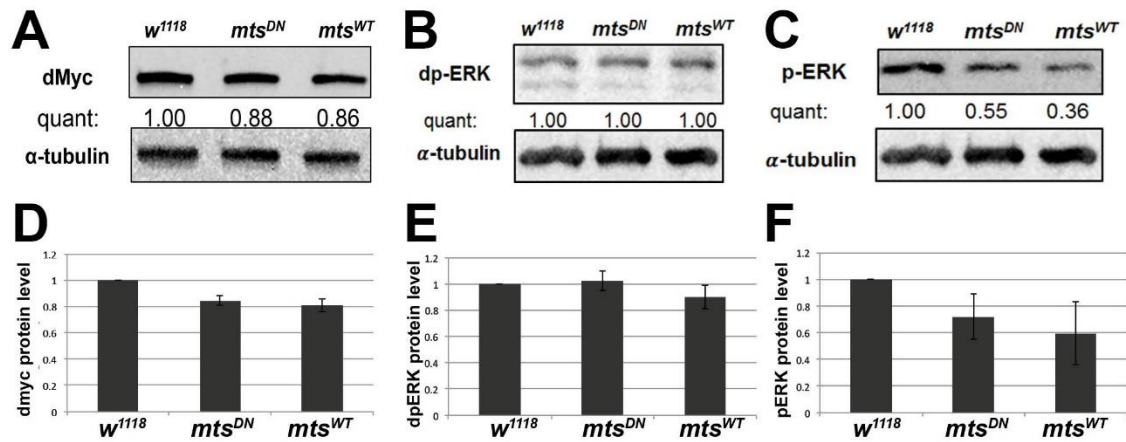 A
w1118 mtsDN mtsWT
dMyc
quant: 1.00 0.88 0.86
α-tubulin
B
w1118 mtsDN mtsWT
dp-ERK
quant: 1.00 1.00 1.00
α-tubulin
C
w1118 mtsDN mtsWT
p-ERK
quant: 1.00 0.55 0.36
α-tubulin
D
dmyc protein level
1.2
1
0.8
0.6
0.4
0.2
0
w1118 mtsDN mtsWT
E
dpERK protein level
1.2
1
0.8
0.6
0.4
0.2
0
w1118 mtsDN mtsWT
F
pERK protein level
1.2
1
0.8
0.6
0.4
0.2
0
w1118 mtsDN mtsWT